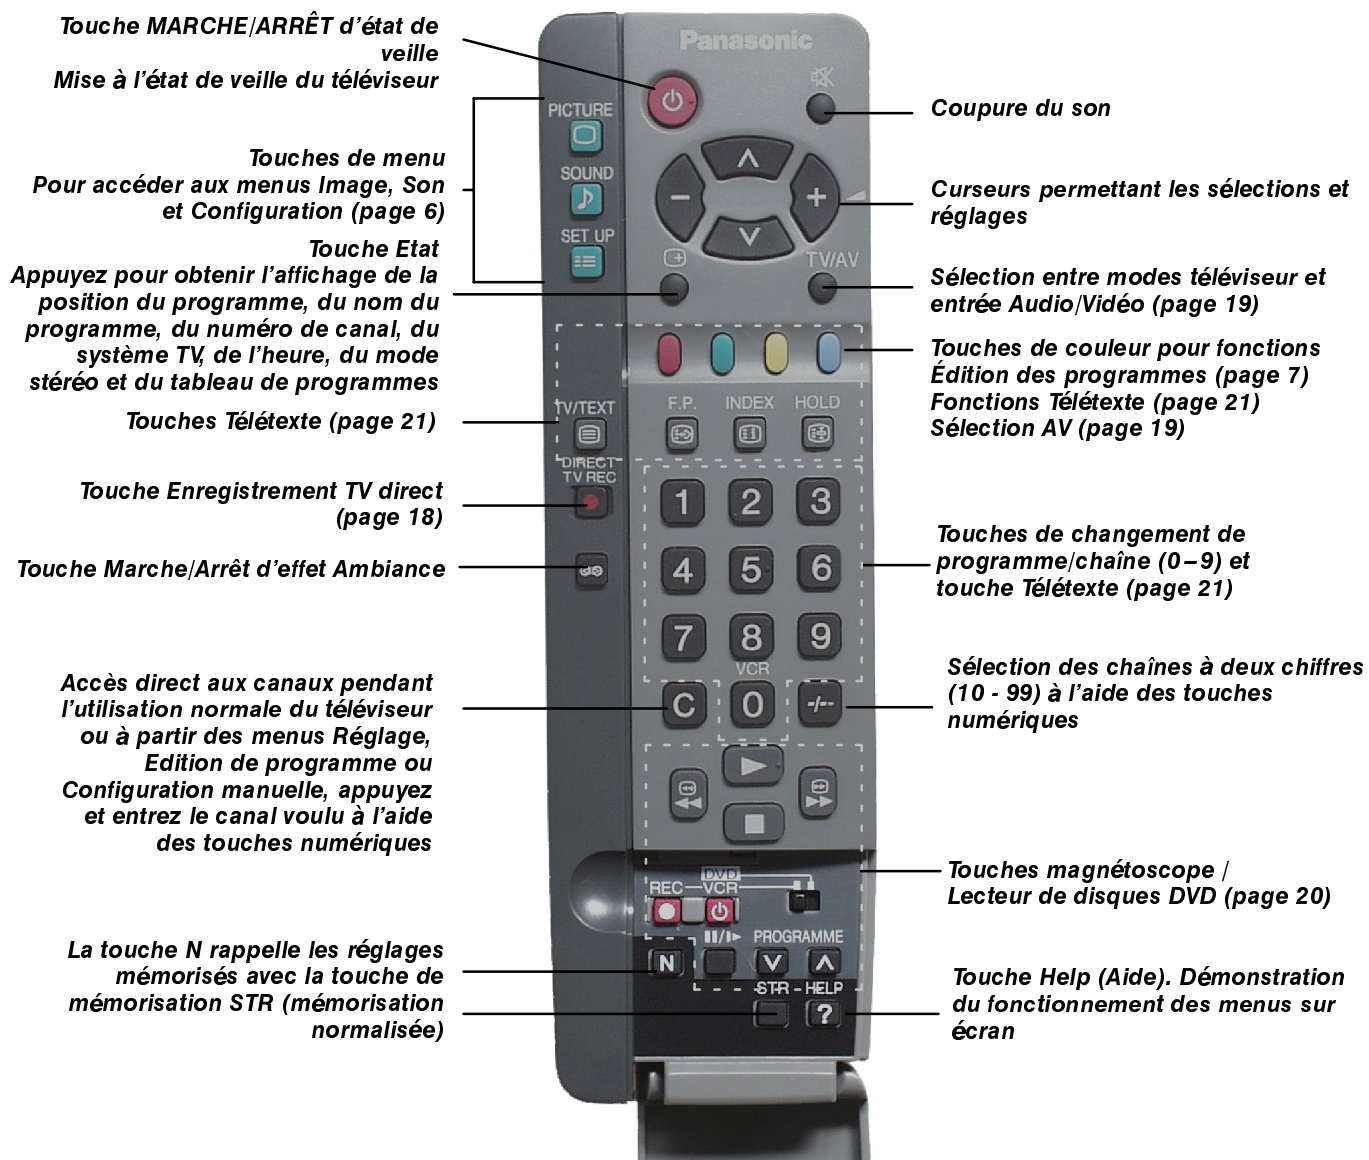 Touche MARCHE/ARRÊT d'état de
veille
Mise à l'état de veille du téléviseur
Touches de menu
Pour accéder aux menus Image, Son
et Configuration (page 6)
Touche Etat
Appuyez pour obtenir l'affichage de la
position du programme, du nom du
programme, du numéro de canal, du
système TV, de l'heure, du mode
stéréo et du tableau de programmes
Touches Télétexte (page 21)
Touche Enregistrement TV direct
(page 18)
Touche Marche/Arrêt d'effet Ambiance
Accès direct aux canaux pendant
l'utilisation normale du téléviseur
ou à partir des menus Réglage,
Edition de programme ou
Configuration manuelle, appuyez
et entrez le canal voulu à l'aide
des touches numériques
La touche N rappelle les réglages
mémorisés avec la touche de
mémorisation STR (mémorisation
normalisée)
Panasonic
PICTURE
SOUND
SET UP
TV/AV
F.P. INDEX HOLD
TV/TEXT
DIRECT
TV REC
1 2 3
4 5 6
7 8 9
VCR
C 0 -/--
DVD
REC VCR
PROGRAMME
N
STR HELP
?
Coupure du son
Curseurs permettant les sélections et
réglages
Sélection entre modes téléviseur et
entrée Audio/Vidéo (page 19)
Touches de couleur pour fonctions
Édition des programmes (page 7)
Fonctions Télétexte (page 21)
Sélection AV (page 19)
Touches de changement de
programme/chaîne (0–9) et
touche Télétexte (page 21)
Sélection des chaînes à deux chiffres
(10 - 99) à l'aide des touches
numériques
Touches magnétoscope /
Lecteur de disques DVD (page 20)
Touche Help (Aide). Démonstration
du fonctionnement des menus sur
écran